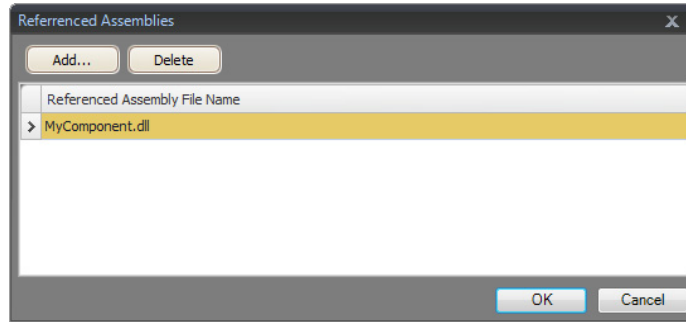 Referrenced Assemblies
X
Add... Delete
Referenced Assembly File Name
MyComponent.dll
OK Cancel